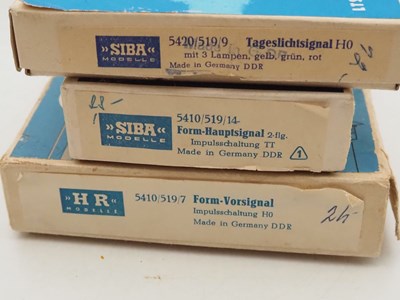 »SIBA«
MODELLE
5420/519/9 Tageslichtsignal H0
mit 3 Lampen, gelb, grün, rot
Made in Germany DDR
23,-
»SIBA«
MODELLE
5410/519/14-
Form-Hauptsignal 2-flg.
Impulsschaltung TT
Made in Germany DDR
1
»HR«
MODELLE
5410/519/7 Form-Vorsignal
Impulsschaltung H0
Made in Germany DDR